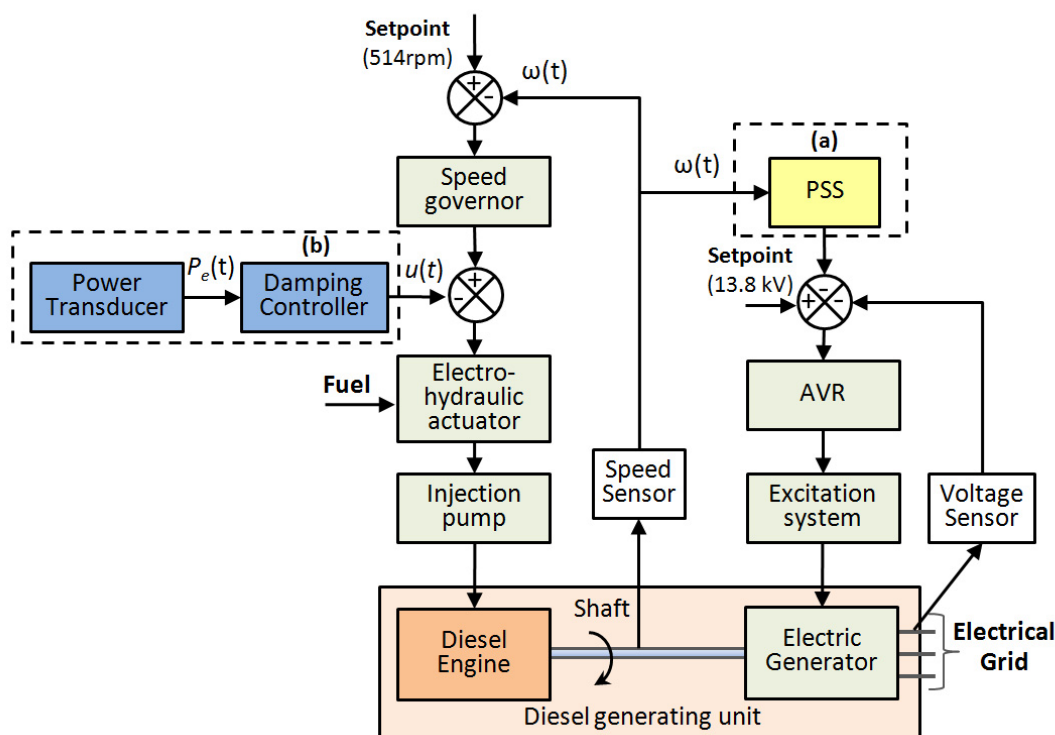 Setpoint
(514rpm)
+
-
ω(t)
(a)
ω(t)
PSS
Speed
governor
(b)
Power
Transducer
Pₑ(t)
Damping
Controller
u(t)
+
-
Setpoint
(13.8 kV)
-
+
-
Fuel
Electro-
hydraulic
actuator
AVR
Injection
pump
Speed
Sensor
Excitation
system
Voltage
Sensor
Shaft
Diesel
Engine
Electric
Generator
Electrical
Grid
Diesel generating unit